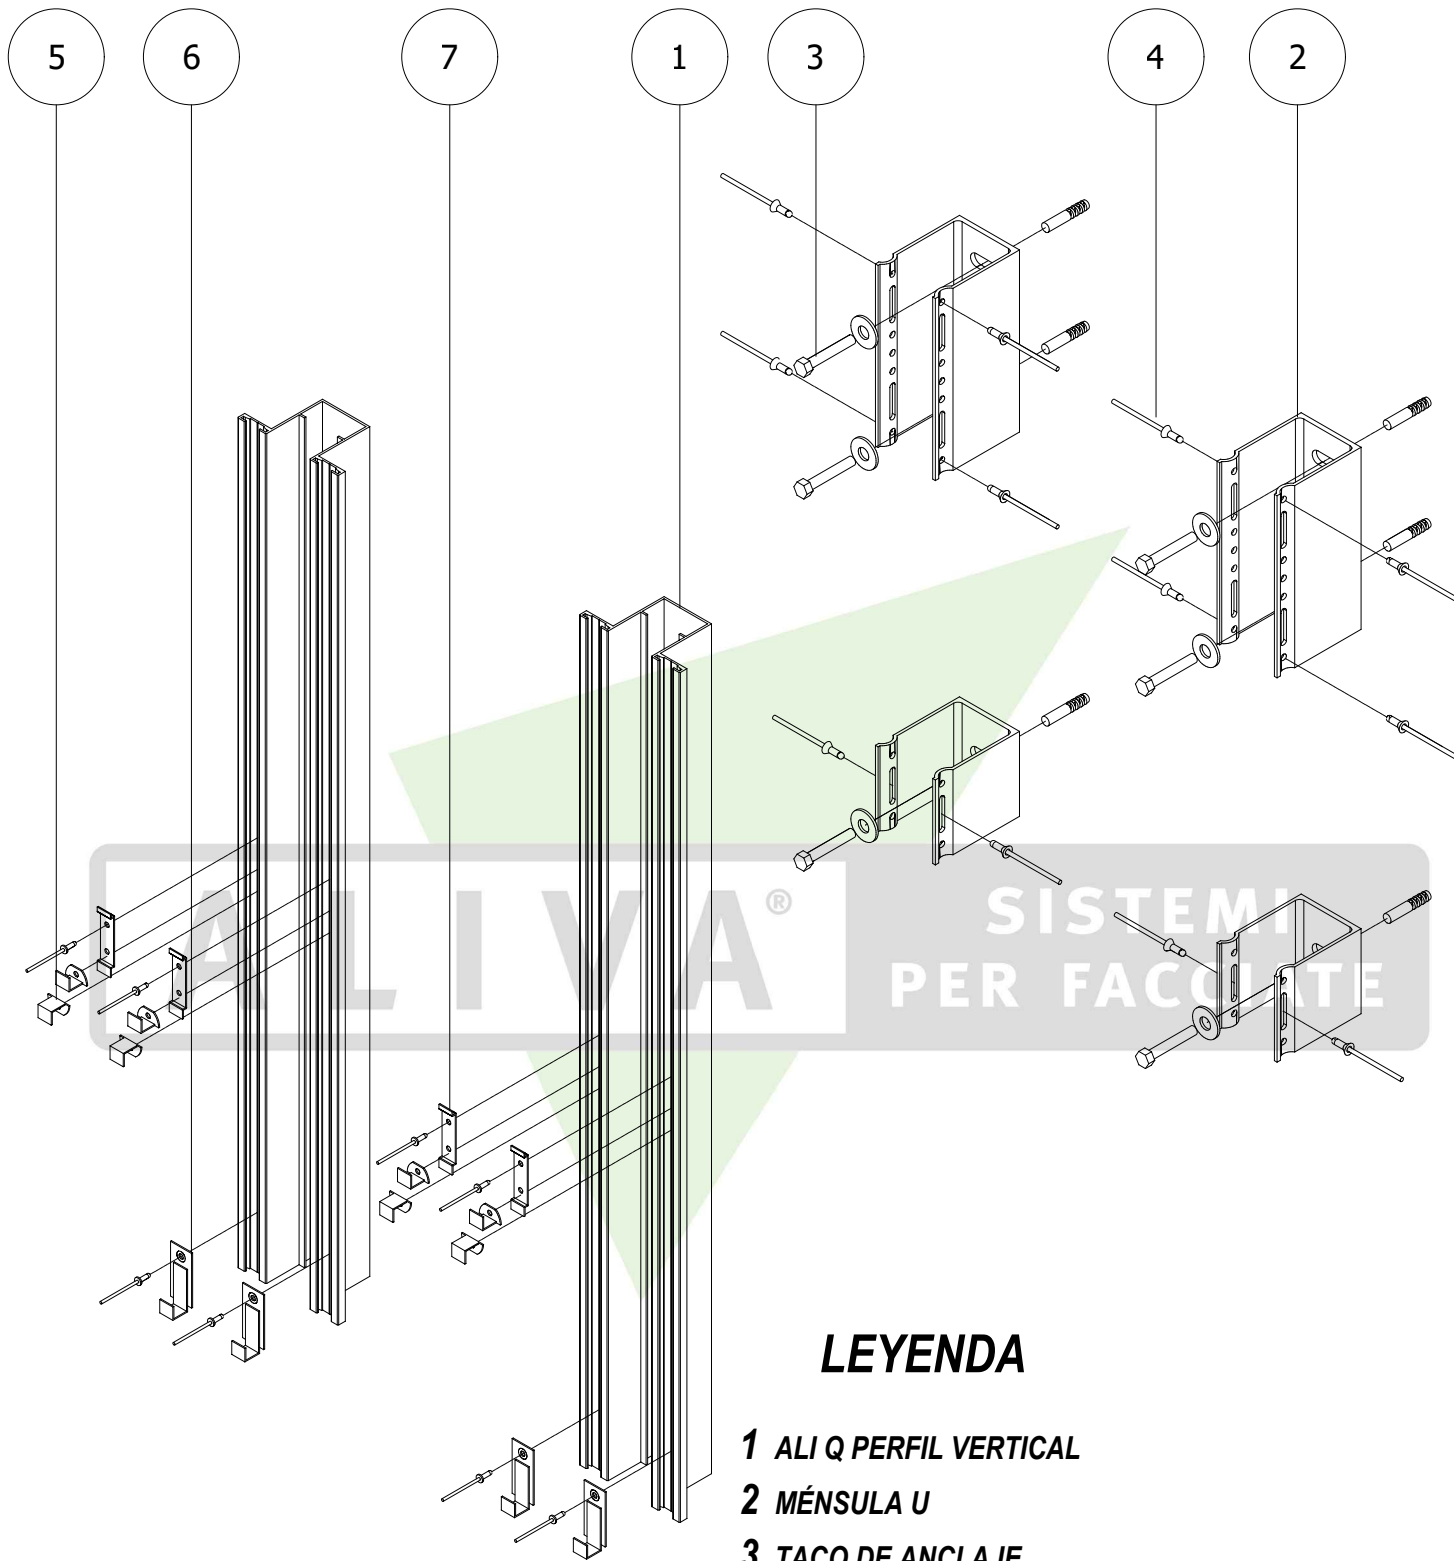 5 6 7 1 3 4 2
ALIVA®
SISTEMI
PER FACCIATE
LEYENDA
1 ALI Q PERFIL VERTICAL
2 MÉNSULA U
3 TACO DE ANCLAJE